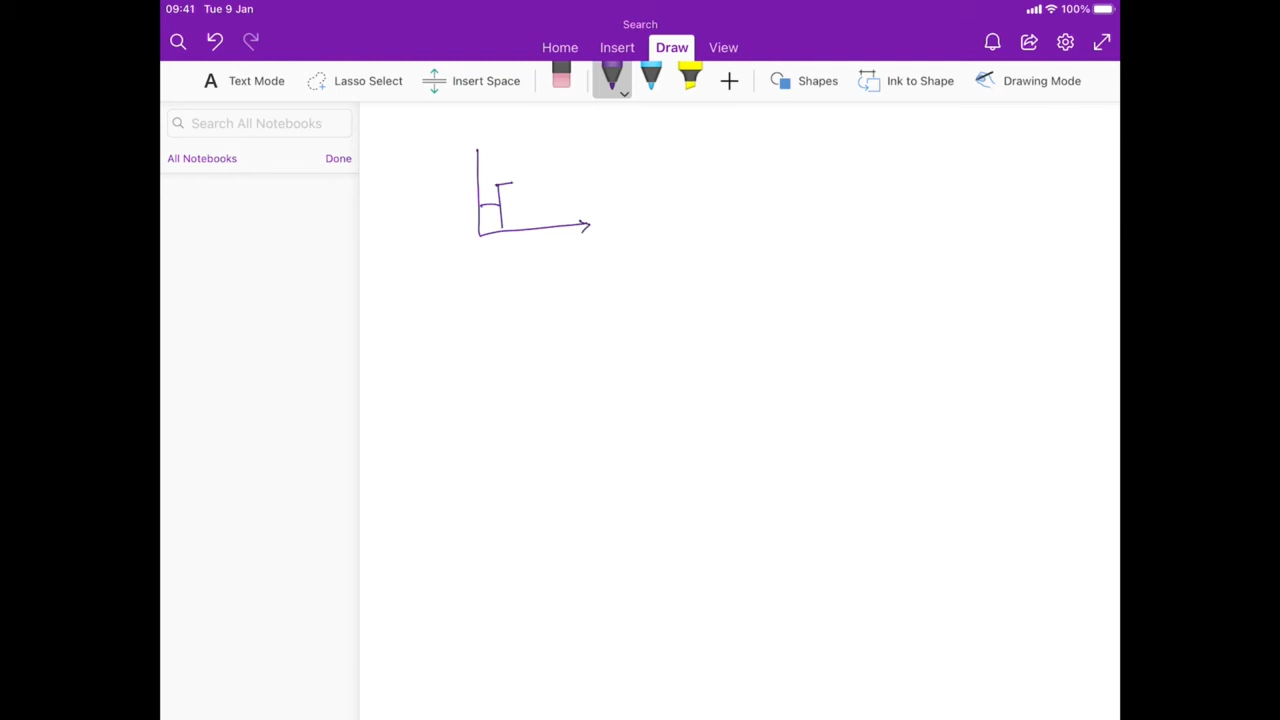 09:41 Tue 9 Jan
100%
Search
Home Insert Draw View
A Text Mode Lasso Select Insert Space Shapes Ink to Shape Drawing Mode
Search All Notebooks
All Notebooks Done